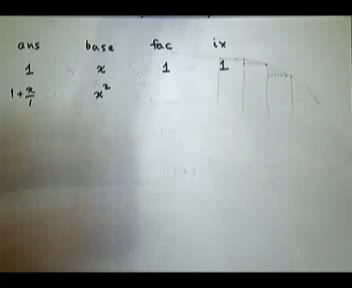 ans base fac ix
1 x 1 1
1 + x/1 x²